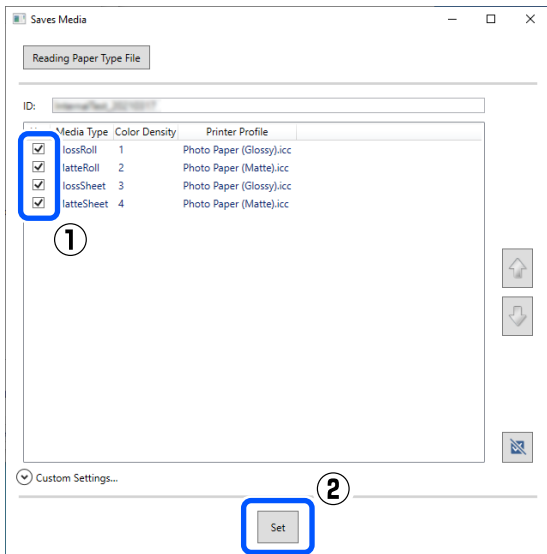 Saves Media
Reading Paper Type File
ID:
Media Type Color Density Printer Profile
lossRoll 1 Photo Paper (Glossy).icc
latteRoll 2 Photo Paper (Matte).icc
lossSheet 3 Photo Paper (Glossy).icc
latteSheet 4 Photo Paper (Matte).icc
①
Custom Settings...
②
Set